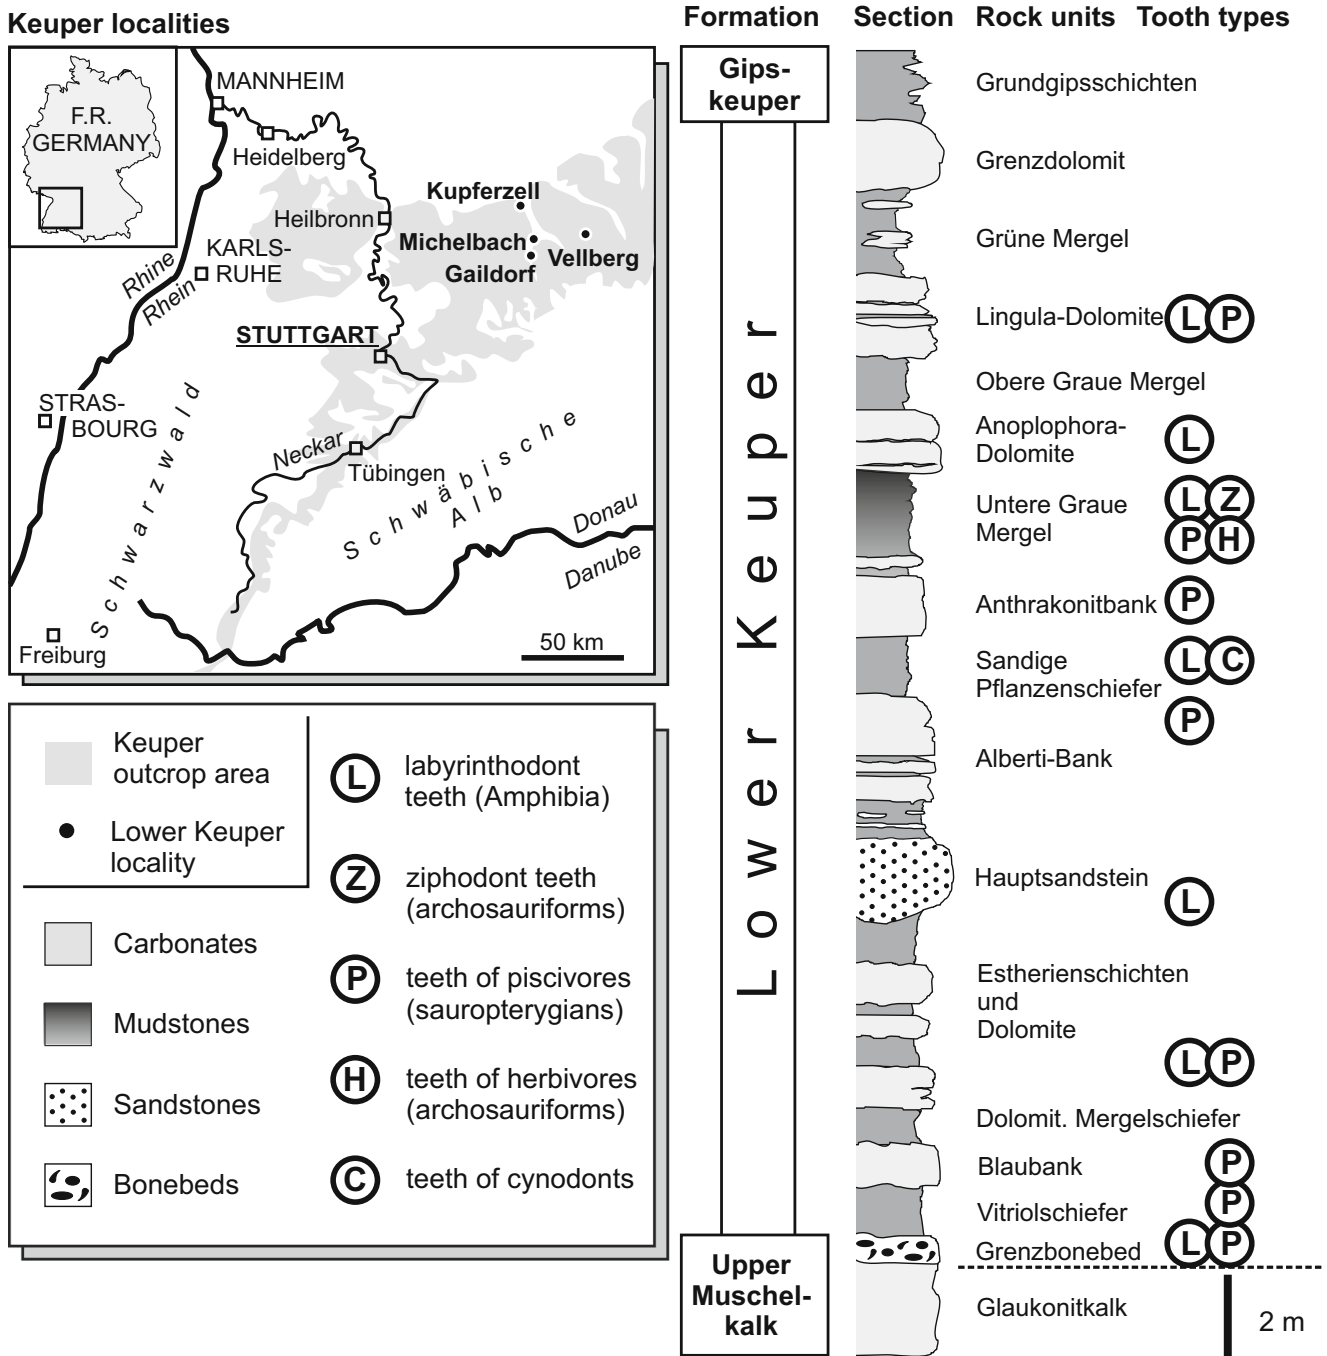 Keuper localities
F.R.
GERMANY
MANNHEIM
Heidelberg
Heilbronn
KARLS-
RUHE
Rhine
Rhein
Kupferzell
Michelbach
Gaildorf
Vellberg
STUTTGART
STRAS-
BOURG
Schwarzwald
Neckar
Tübingen
Schwäbische
Alb
Donau
Danube
Freiburg
50 km
Keuper
outcrop area
Lower Keuper
locality
Carbonates
Mudstones
Sandstones
Bonebeds
L labyrinthodont
teeth (Amphibia)
Z ziphodont teeth
(archosauriforms)
P teeth of piscivores
(sauropterygians)
H teeth of herbivores
(archosauriforms)
C teeth of cynodonts
Formation Section Rock units Tooth types
Gips-
keuper
Lower Keuper
Upper
Muschel-
kalk
Grundgipsschichten
Grenzdolomit
Grüne Mergel
Lingula-Dolomite L P
Obere Graue Mergel
Anoplophora-
Dolomite L
Untere Graue L Z
Mergel P H
Anthrakonitbank P
Sandige L C
Pflanzenschiefer
P
Alberti-Bank
Hauptsandstein
L
Estherienschichten
und
Dolomite
L P
Dolomit. Mergelschiefer
Blaubank P
Vitriolschiefer P
Grenzbonebed L P
Glaukonitkalk
2 m